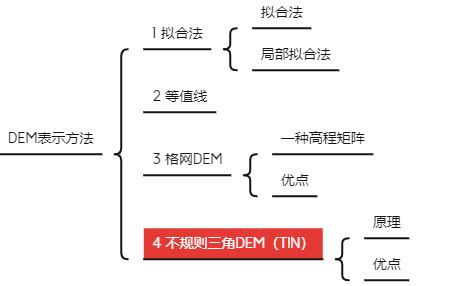 DEM表示方法
1 拟合法
拟合法
局部拟合法
2 等值线
3 格网DEM
一种高程矩阵
优点
4 不规则三角DEM（TIN）
原理
优点